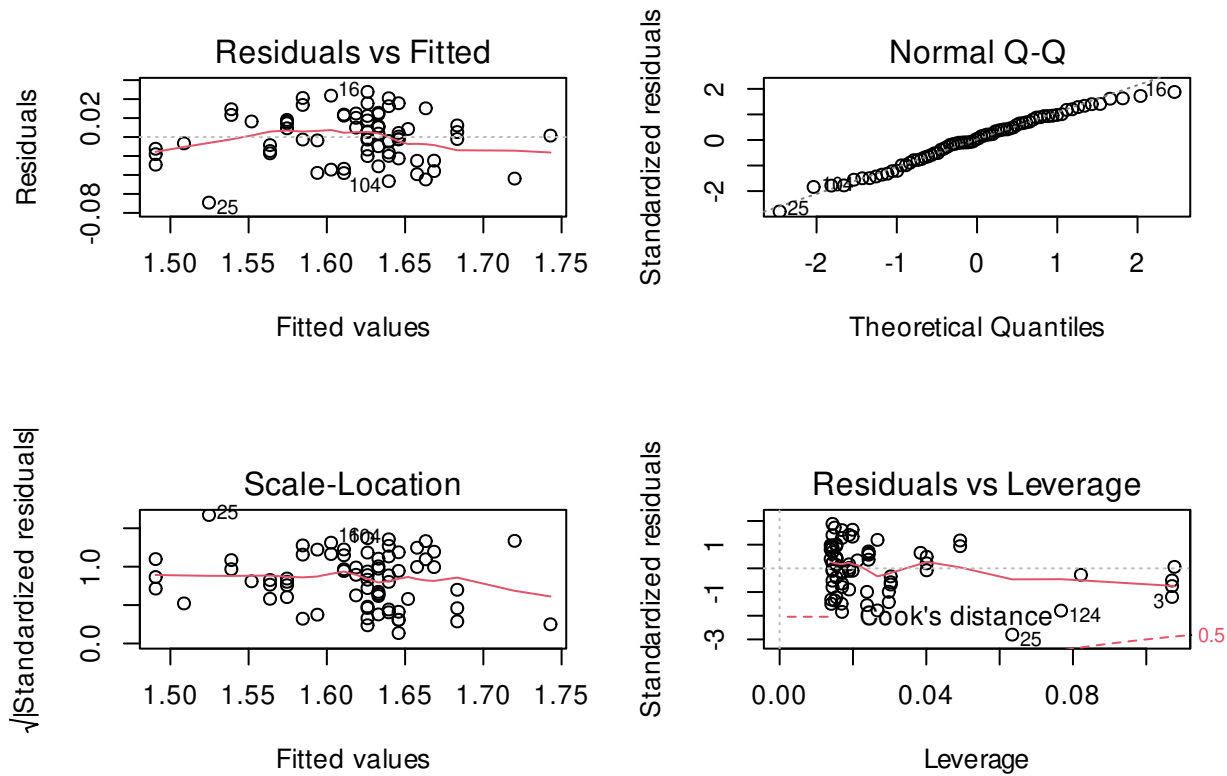 Residuals vs Fitted
Residuals
-0.08 0.02
16
104
25
1.50 1.55 1.60 1.65 1.70 1.75
Fitted values
Normal Q-Q
Standardized residuals
-2 0 2
16
25
-2 -1 0 1 2
Theoretical Quantiles
Scale-Location
√|Standardized residuals|
0.0 1.0
25
16
104
1.50 1.55 1.60 1.65 1.70 1.75
Fitted values
Residuals vs Leverage
Standardized residuals
-3 -1 1
Cook's distance
3
124
25
0.5
0.00 0.04 0.08
Leverage